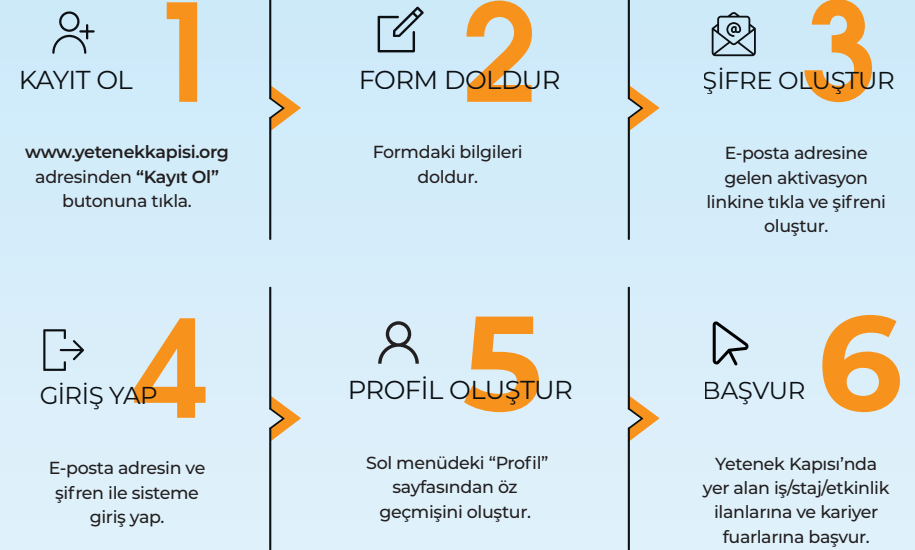 1
KAYIT OL
www.yetenekkapisi.org
adresinden “Kayıt Ol”
butonuna tıkla.
2
FORM DOLDUR
Formdaki bilgileri
doldur.
3
ŞİFRE OLUŞTUR
E-posta adresine
gelen aktivasyon
linkine tıkla ve şifreni
oluştur.
4
GİRİŞ YAP
E-posta adresin ve
şifren ile sisteme
giriş yap.
5
PROFİL OLUŞTUR
Sol menüdeki “Profil”
sayfasından öz
geçmişini oluştur.
6
BAŞVUR
Yetenek Kapısı’nda
yer alan iş/staj/etkinlik
ilanlarına ve kariyer
fuarlarına başvur.